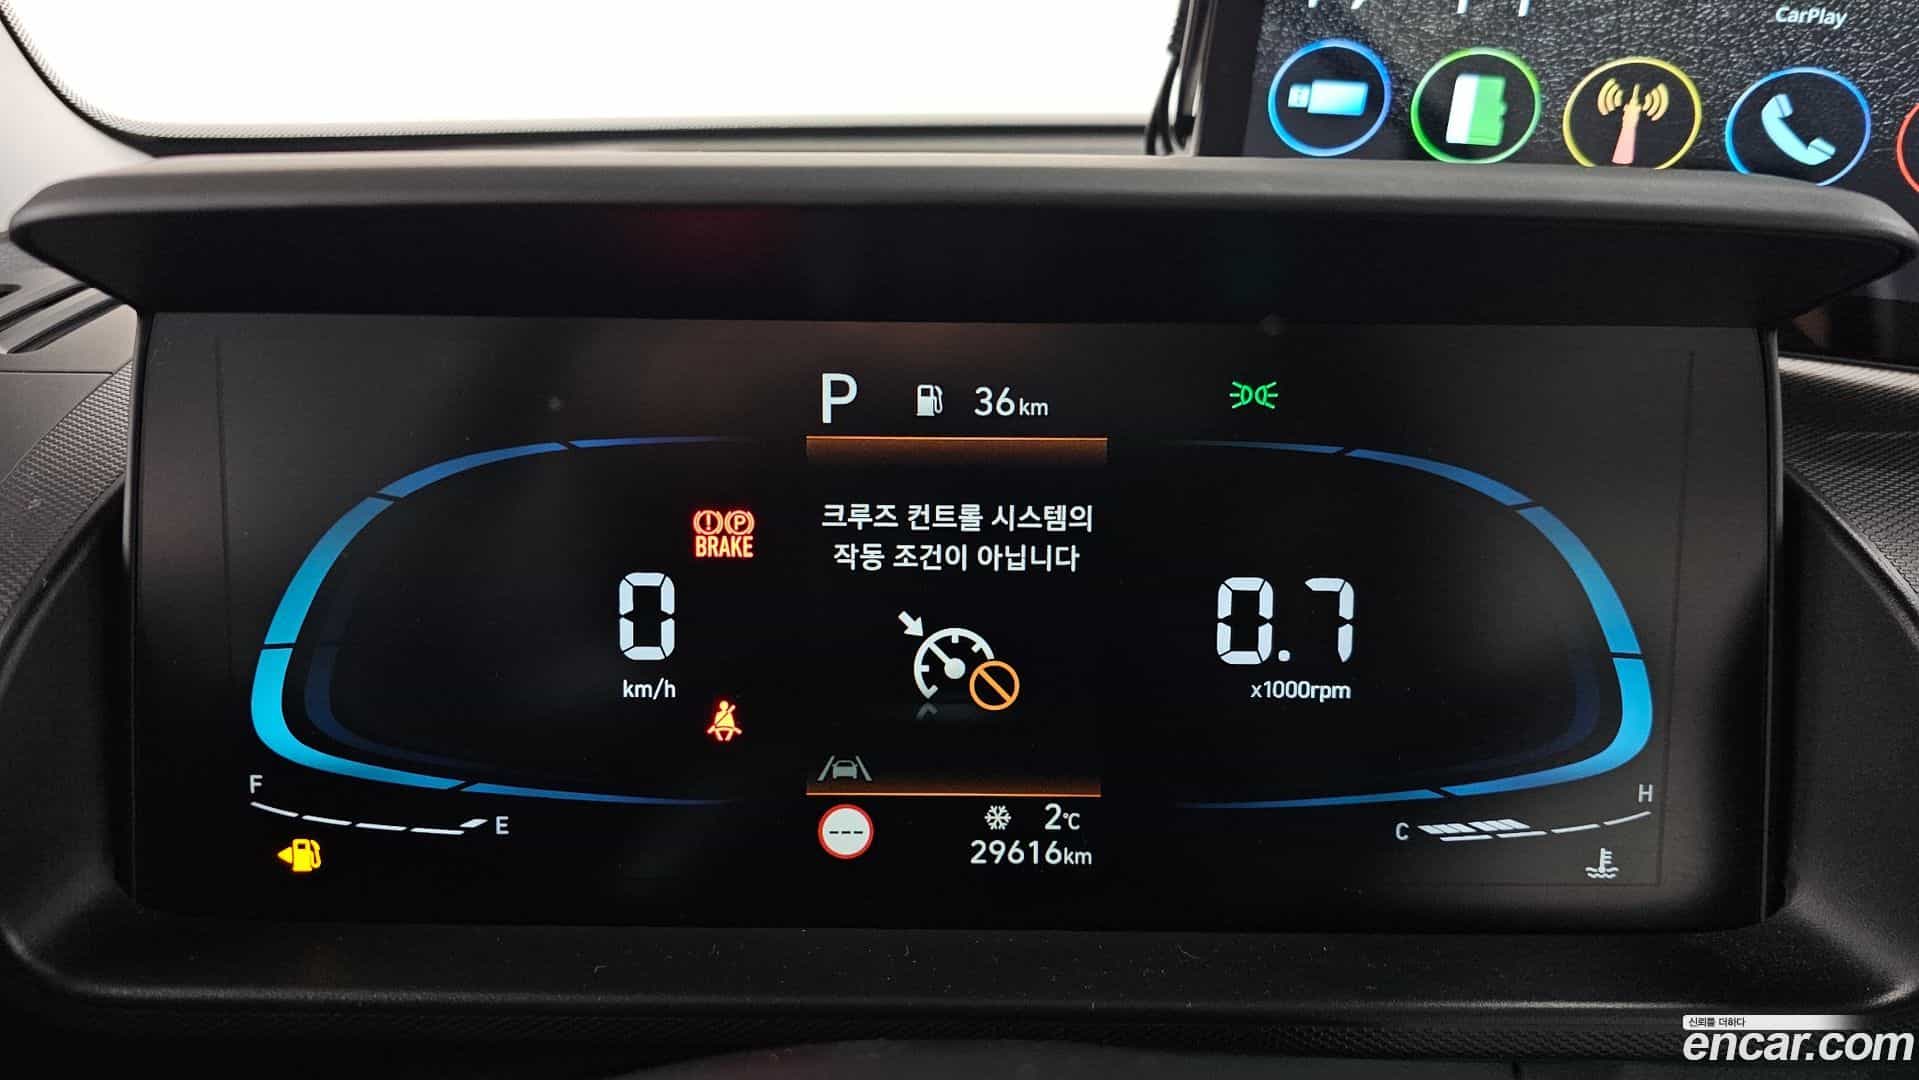 CarPlay
P 36km
크루즈 컨트롤 시스템의
작동 조건이 아닙니다
P
BRAKE
0
km/h
0.7
x1000rpm
F
E
---
2℃
29616km
C
H
신뢰를 더하다
encar.com